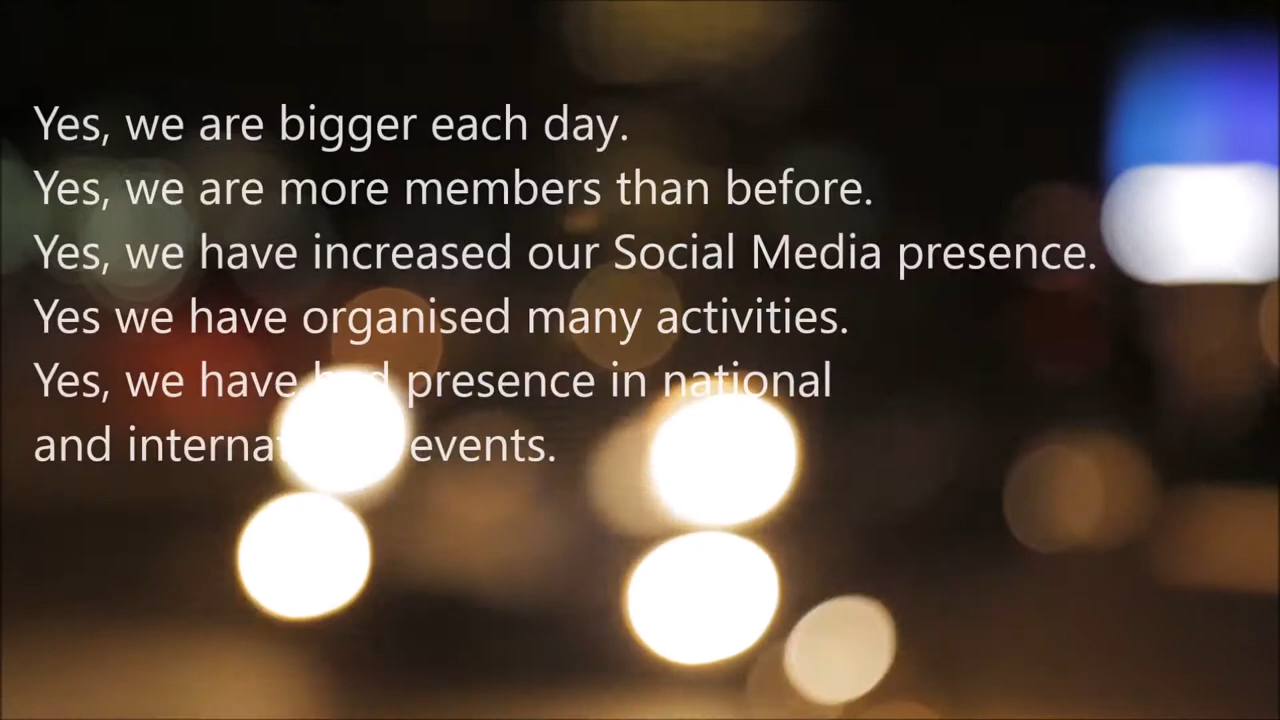 Yes, we are bigger each day.
Yes, we are more members than before.
Yes, we have increased our Social Media presence.
Yes we have organised many activities.
Yes, we have had presence in national
and events.